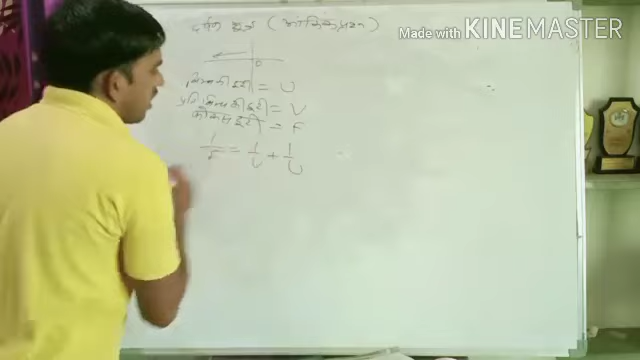 Made with KINEMASTER
दर्पण सूत्र (आंकिक प्रश्न)
O
बिम्ब की दूरी = U
प्रतिबिम्ब की दूरी = V
फोकस दूरी = F
1/F = 1/V + 1/U